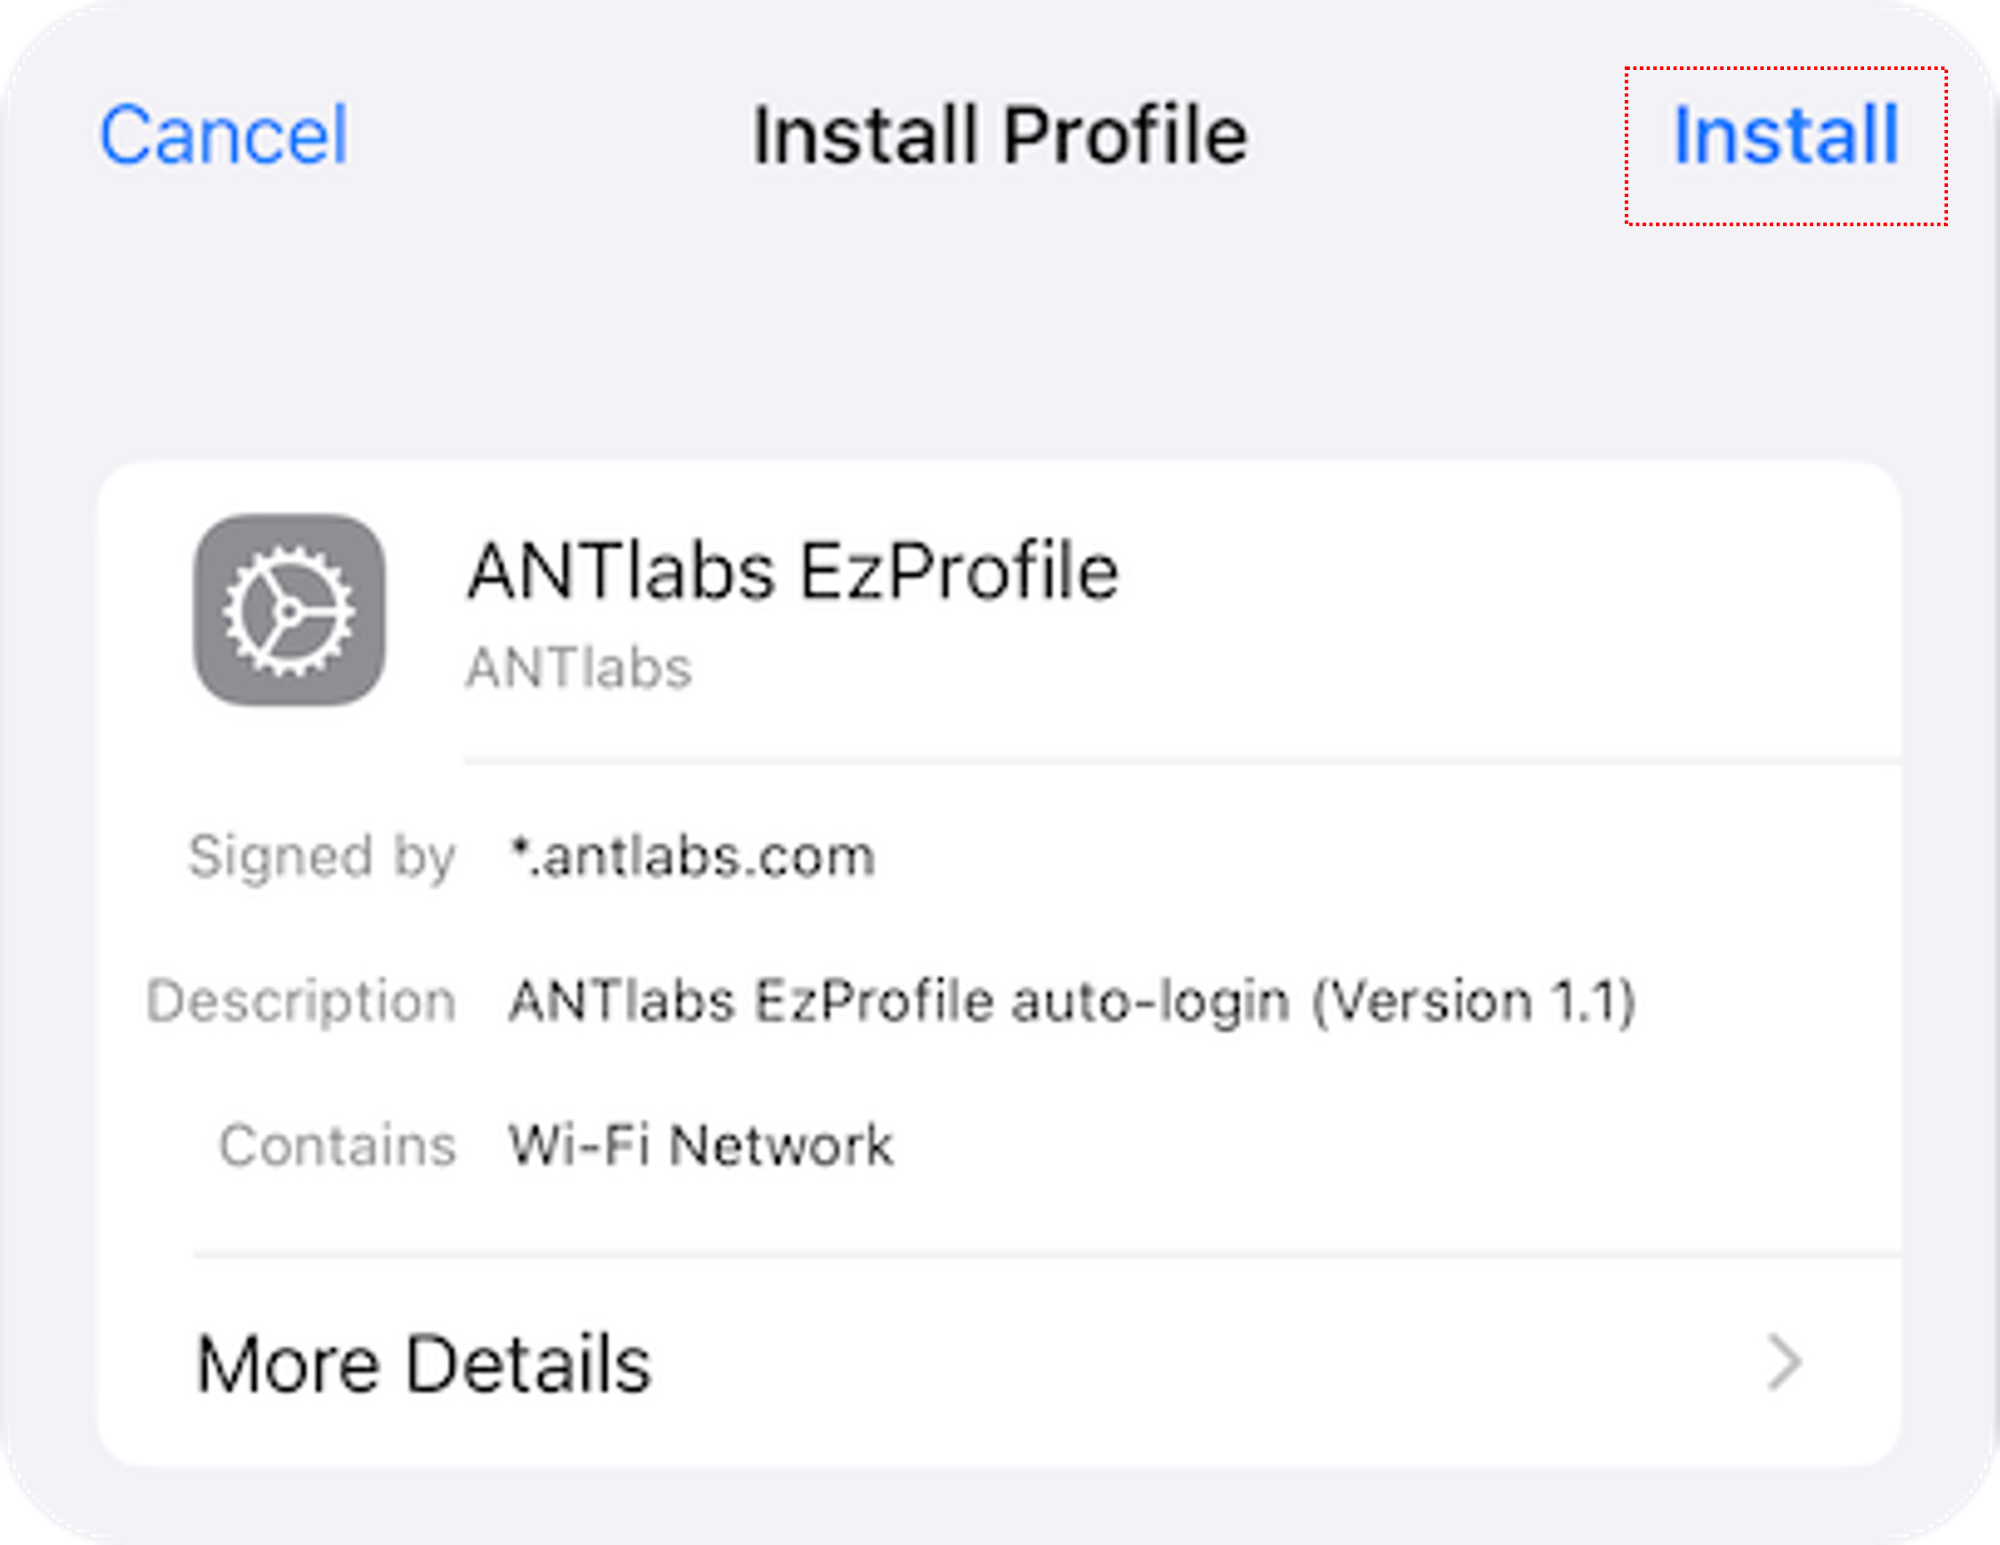 Cancel Install Profile Install
ANTlabs EzProfile
ANTlabs
Signed by *.antlabs.com
Description ANTlabs EzProfile auto-login (Version 1.1)
Contains Wi-Fi Network
More Details